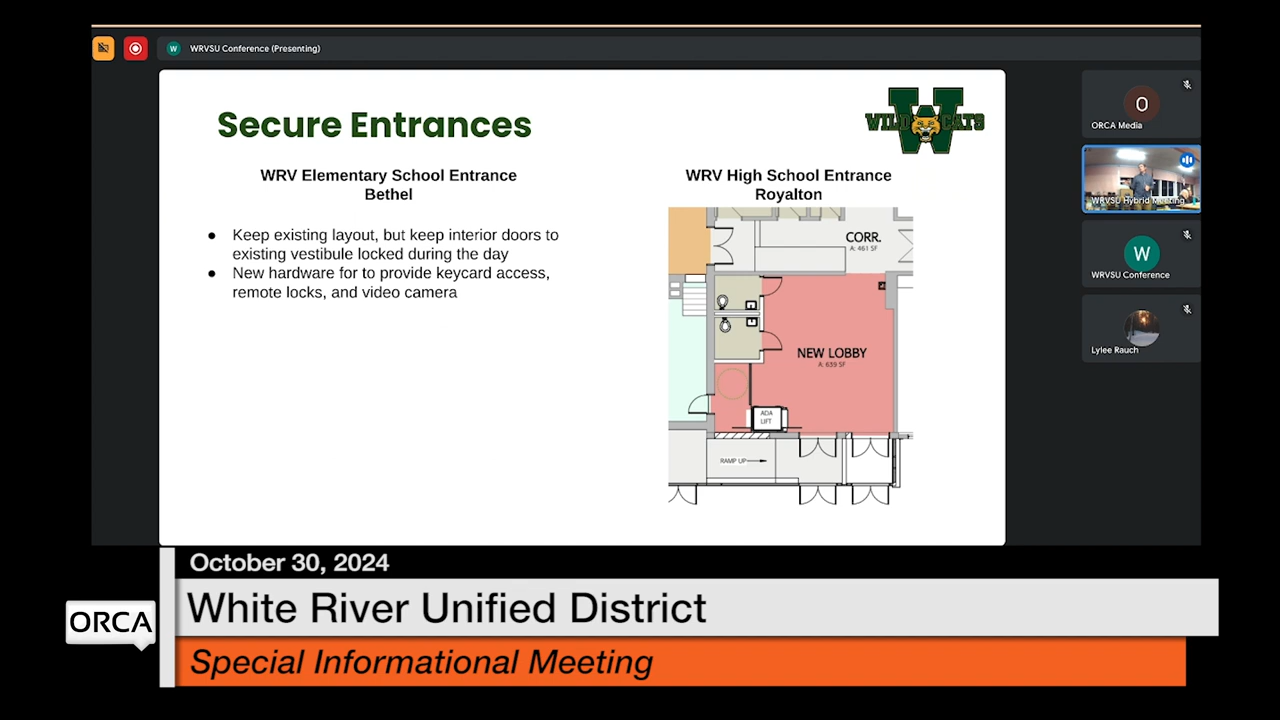 W WRVSU Conference (Presenting)
Secure Entrances
W
WILDCATS
WRV Elementary School Entrance
Bethel
● Keep existing layout, but keep interior doors to
existing vestibule locked during the day
● New hardware for to provide keycard access,
remote locks, and video camera
WRV High School Entrance
Royalton
CORR.
A: 461 SF
NEW LOBBY
A: 639 SF
ADA
LIFT
RAMP UP
O
ORCA Media
WRVSU Hybrid Meeting
W
WRVSU Conference
Lylee Rauch
October 30, 2024
ORCA
White River Unified District
Special Informational Meeting